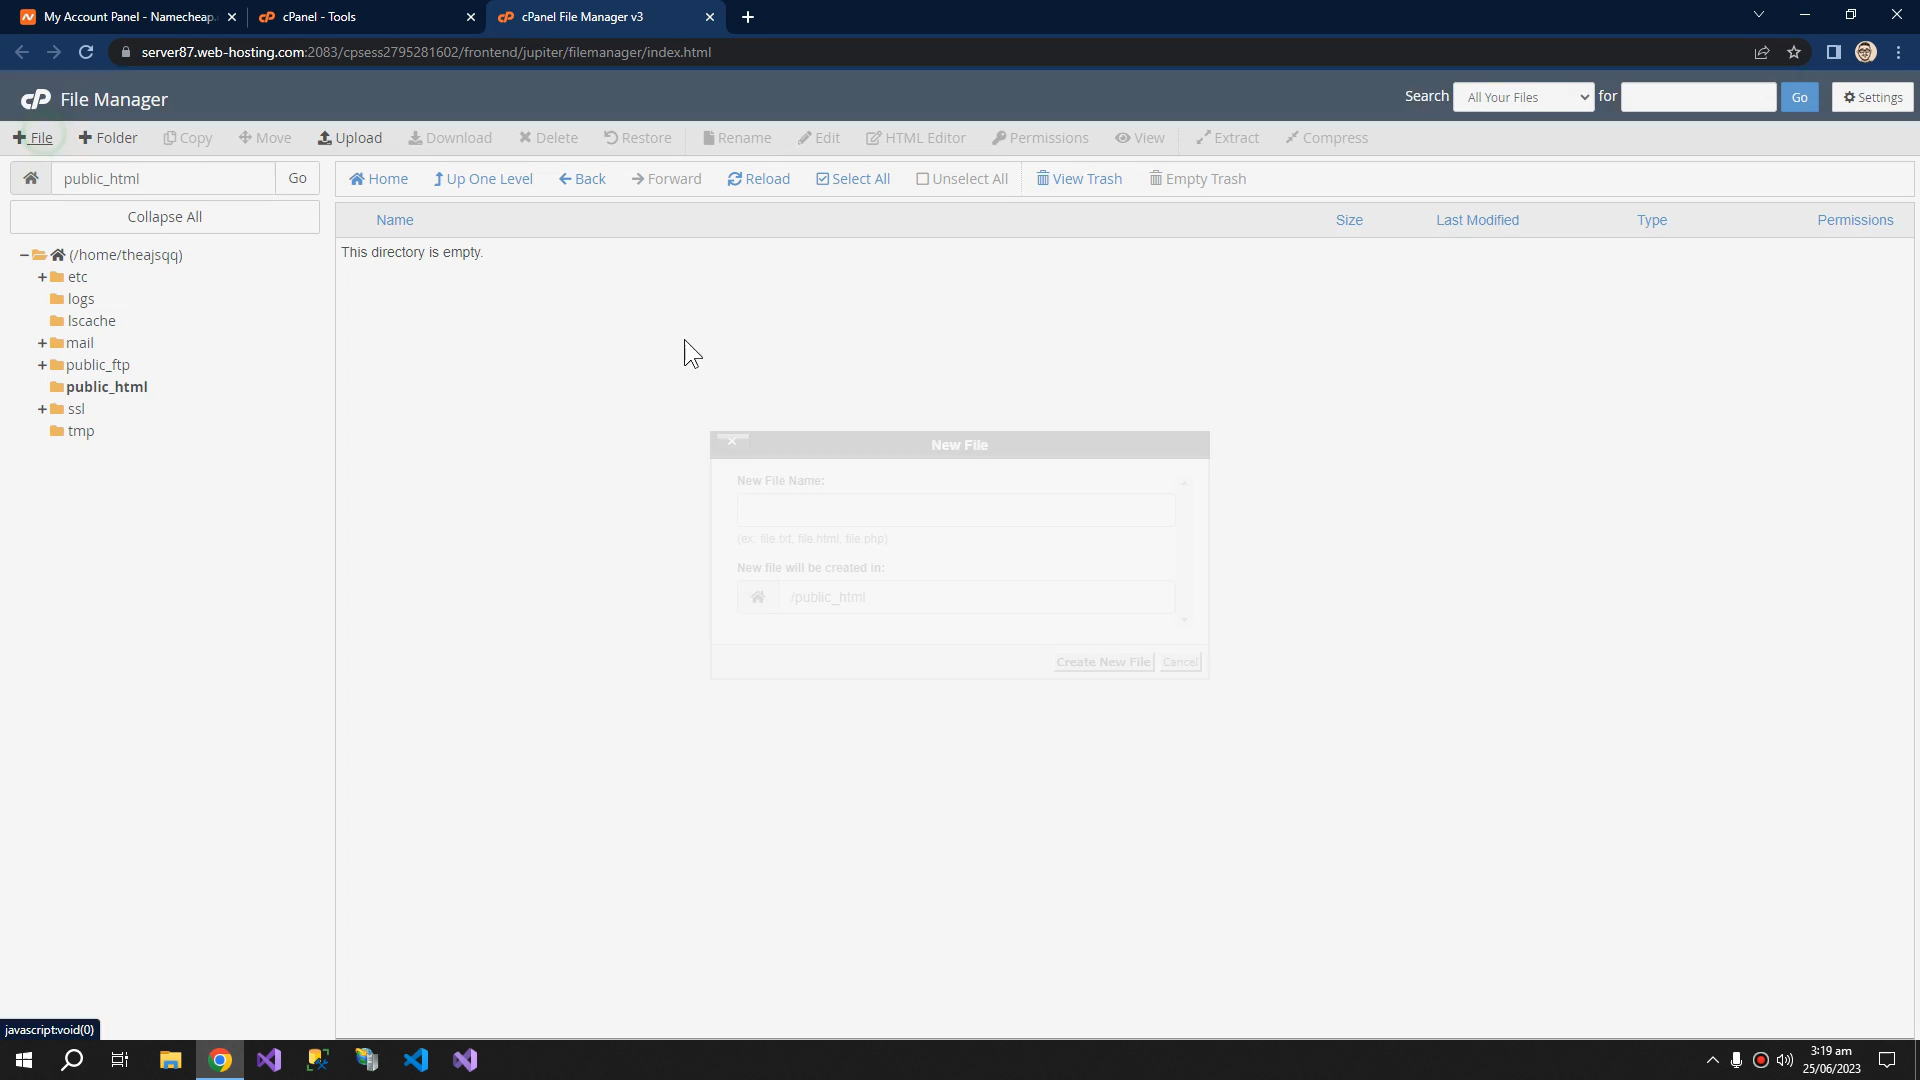 My Account Panel - Namecheap.
cPanel - Tools
cPanel File Manager v3
server87.web-hosting.com:2083/cpsess2795281602/frontend/jupiter/filemanager/index.html
cP File Manager
Search All Your Files for Go Settings
File Folder Copy Move Upload Download Delete Restore Rename Edit HTML Editor Permissions View Extract Compress
public_html Go
Home Up One Level Back Forward Reload Select All Unselect All View Trash Empty Trash
Collapse All
Name Size Last Modified Type Permissions
This directory is empty.
(/home/theajsqq)
etc
logs
lscache
mail
public_ftp
public_html
ssl
tmp
New File
New File Name:
(ex: file.txt, file.html, file.php)
New file will be created in:
/public_html
Create New File Cancel
javascript:void(0)
3:19 am
25/06/2023